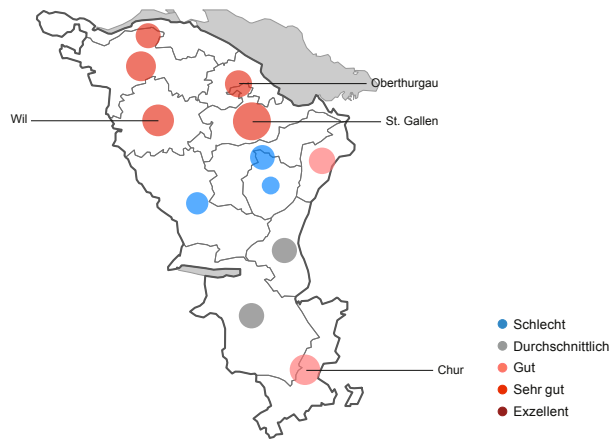 Oberthurgau
Wil
St. Gallen
Chur
Schlecht
Durchschnittlich
Gut
Sehr gut
Exzellent